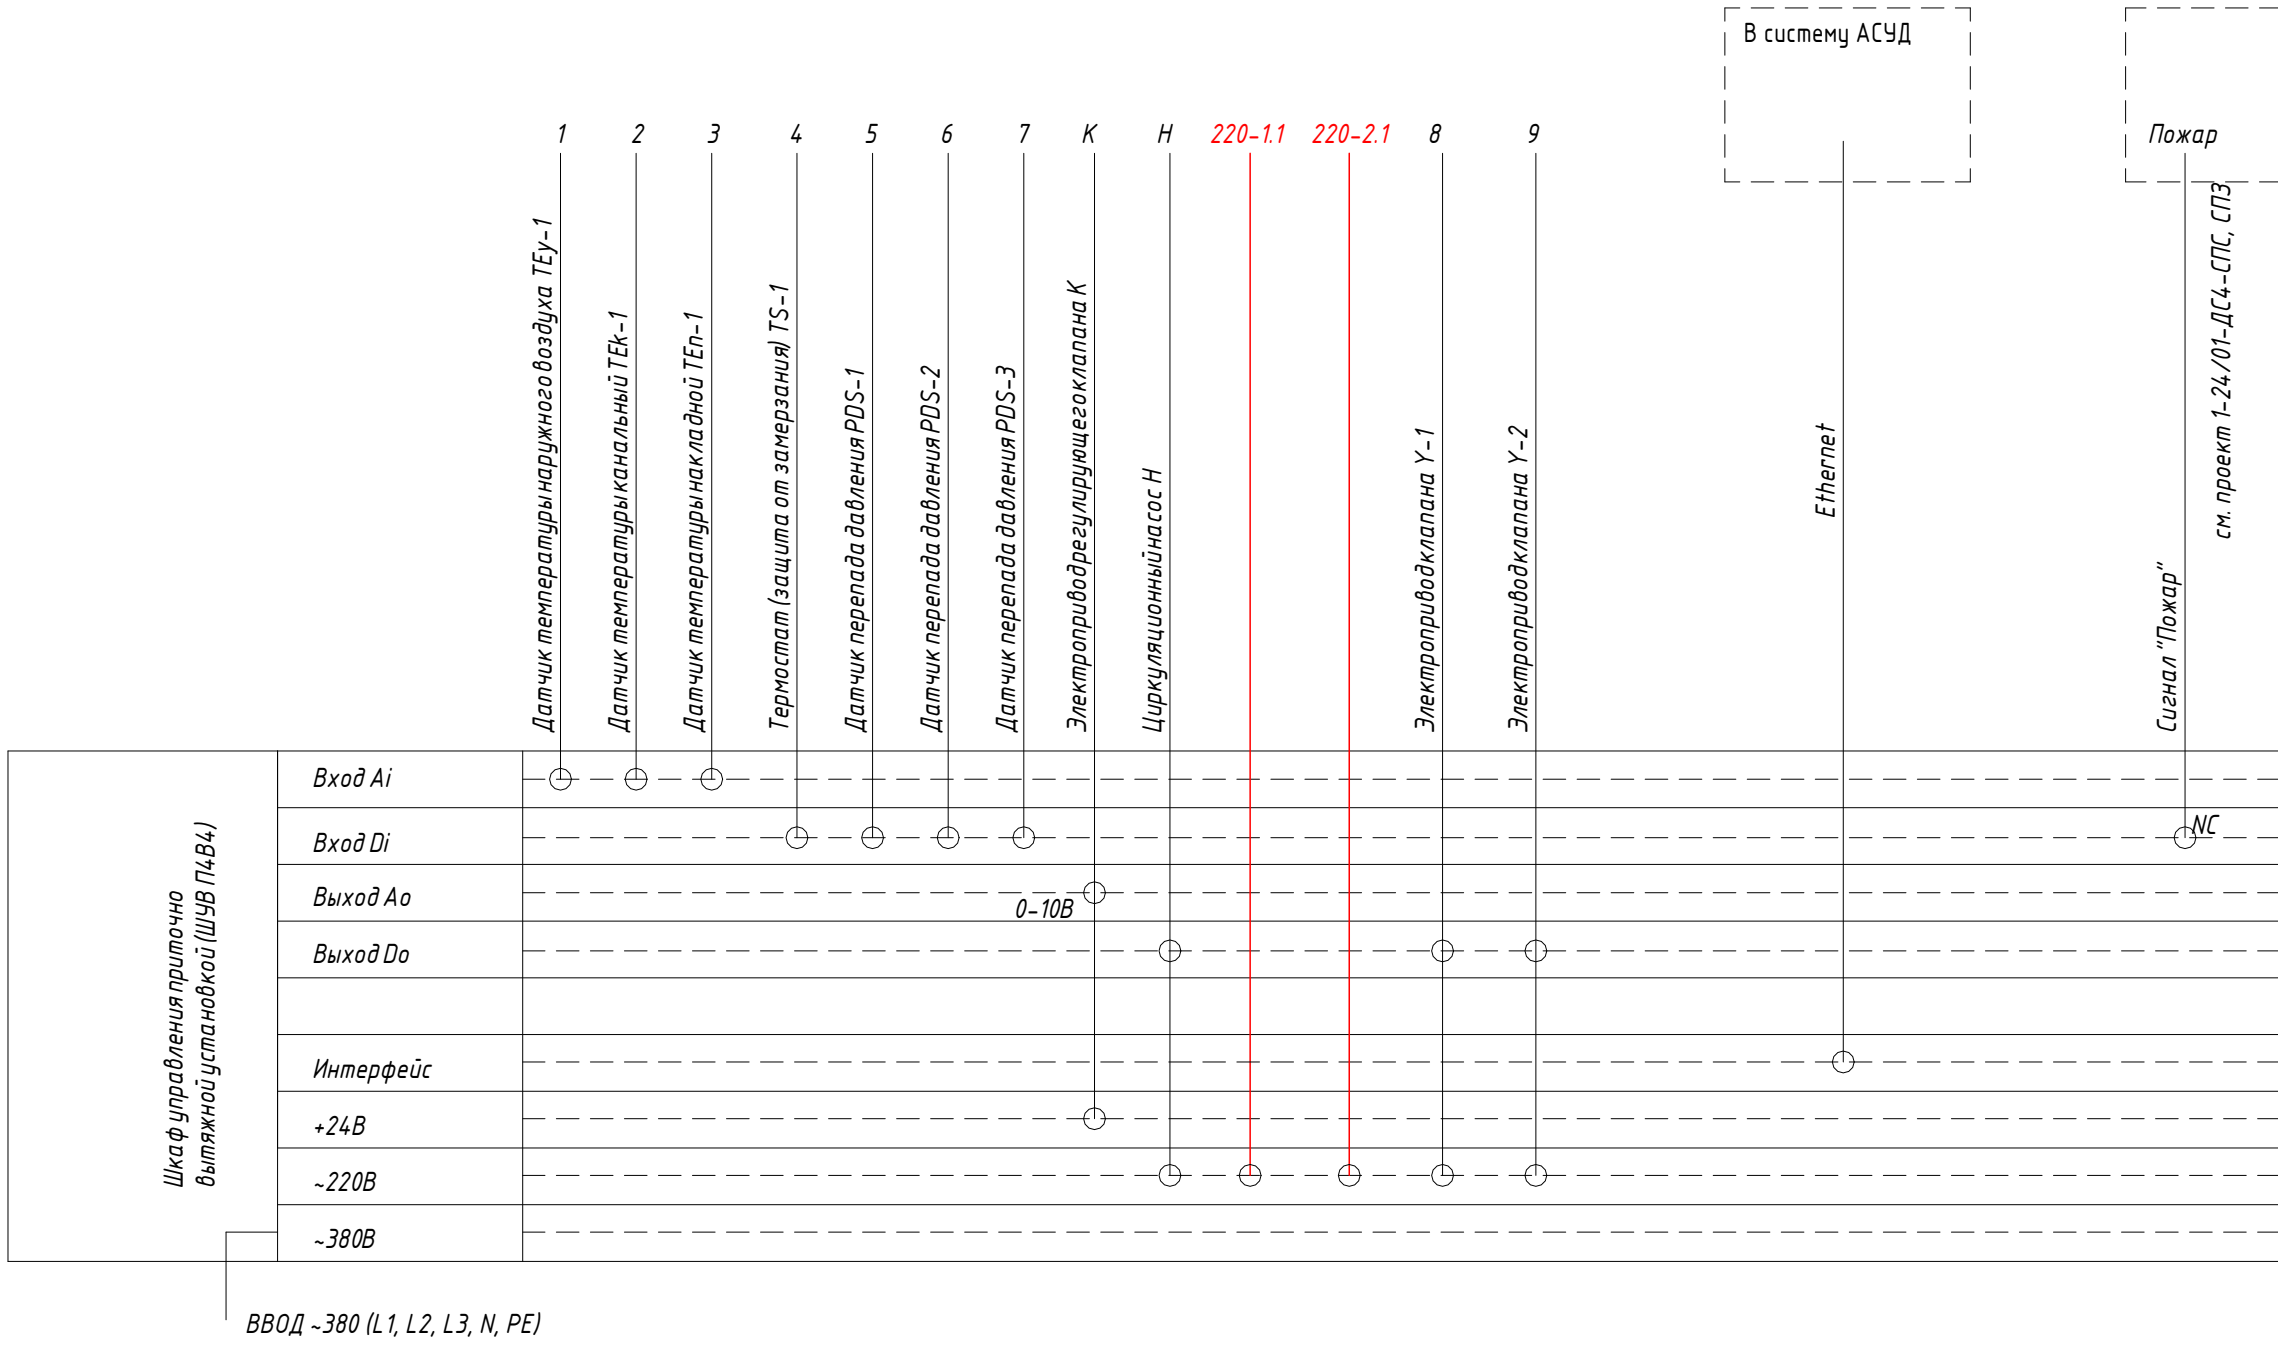 В систему АСУД
1 2 3 4 5 6 7 К Н 220-1.1 220-2.1 8 9
Пожар
Датчик температуры наружного воздуха ТЕу-1
Датчик температуры канальный ТЕк-1
Датчик температуры накладной ТЕп-1
Термостат (защита от замерзания) TS-1
Датчик перепада давления PDS-1
Датчик перепада давления PDS-2
Датчик перепада давления PDS-3
Электропривод регулирующего клапана К
Циркуляционный насос Н
Электропривод клапана Y-1
Электропривод клапана Y-2
Ethernet
Сигнал "Пожар"
см. проект 1-24/01-ДС4-СПС, СПЗ
Шкаф управления приточно
вытяжной установкой (ШУВ П4В4)
Вход Ai
Вход Di
NC
Выход Ao
0-10В
Выход Do
Интерфейс
+24В
~220В
~380В
ВВОД ~380 (L1, L2, L3, N, PE)